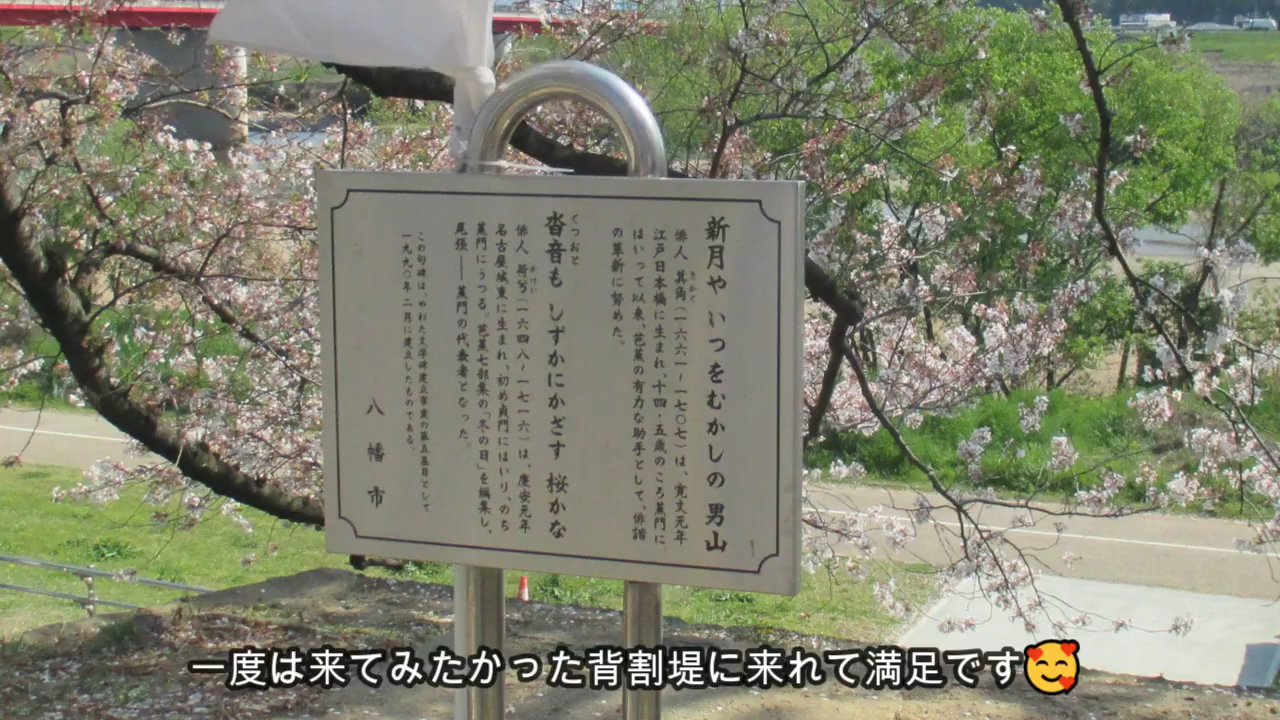 新月や いつをむかしの 男山
俳人 其角(一六六一〜一七〇七)は、寛文元年
きかく
江戸日本橋に生まれ、十四・五歳のころ蕉門に
はいって以来、芭蕉の有力な助手として、俳諧
の革新に努めた。
沓音も しずかにかざす 桜かな
くつおと
俳人 荷兮(一六四八〜一七一六)は、慶安元年
かけい
名古屋城東に生まれ、初め貞門にはいり、のち
蕉門にうつる。芭蕉七部集の「冬の日」を編集し、
尾張——蕉門の代表者となった。
この句碑は、やわた文学碑建立事業の第五基目として
一九九〇年二月に建立したものである。
八幡市
一度は来てみたかった背割堤に来れて満足です🥰